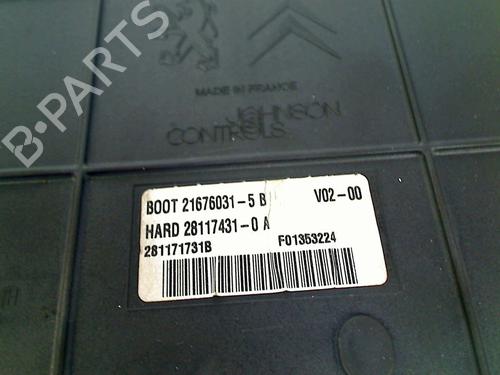 B-PARTS
MADE IN FRANCE
JOHNSON
CONTROLS
BOOT 21676031-5 B V02-00
HARD 28117431-0 A
281171731B F01353224